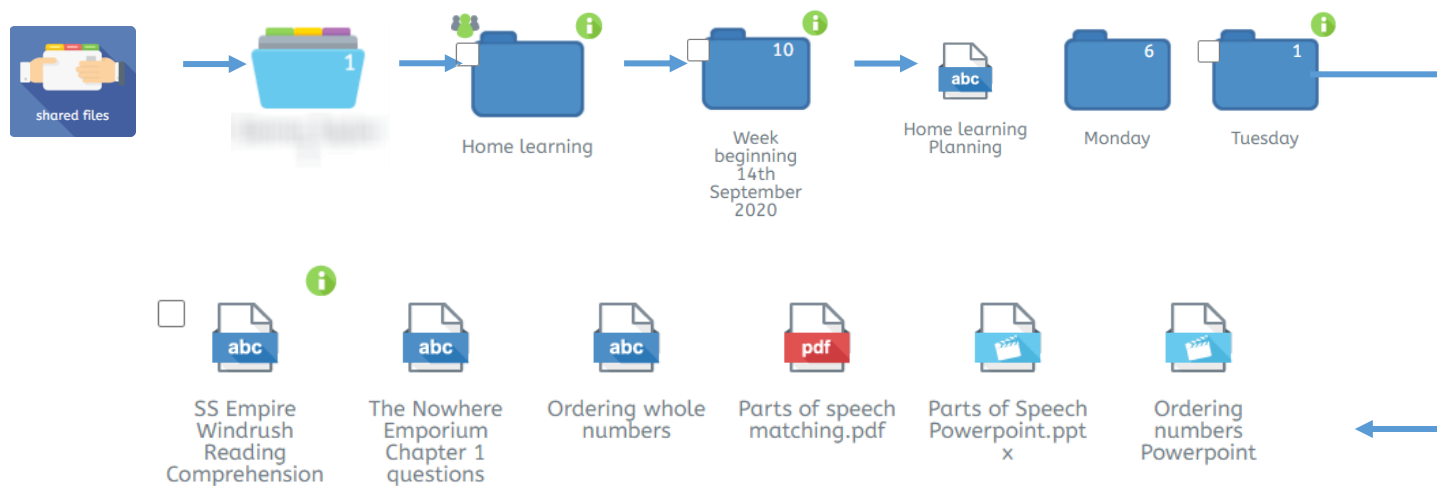 shared files
1
Home learning
10
Week
beginning
14th
September
2020
abc
Home learning
Planning
6
Monday
1
Tuesday
abc
SS Empire
Windrush
Reading
Comprehension
abc
The Nowhere
Emporium
Chapter 1
questions
abc
Ordering whole
numbers
pdf
Parts of speech
matching.pdf
Parts of Speech
Powerpoint.ppt
x
Ordering
numbers
Powerpoint